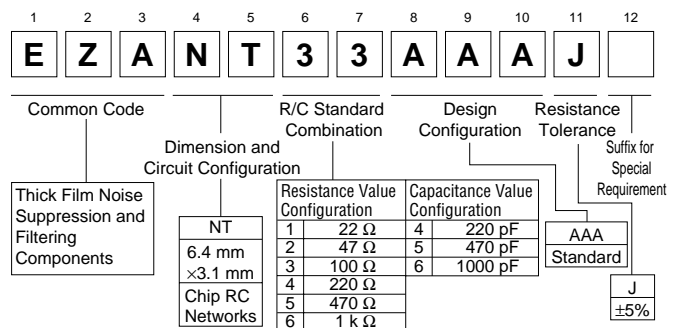 1 2 3 4 5 6 7 8 9 10 11 12
E Z A N T 3 3 A A A J
Common Code
R/C Standard
Combination
Design
Configuration
Resistance
Tolerance
Dimension and
Circuit Configuration
Suffix for
Special
Requirement
Thick Film Noise
Suppression and
Filtering
Components
NT
6.4 mm
×3.1 mm
Chip RC
Networks
Resistance Value
Configuration
1 22 Ω
2 47 Ω
3 100 Ω
4 220 Ω
5 470 Ω
6 1 k Ω
Capacitance Value
Configuration
4 220 pF
5 470 pF
6 1000 pF
AAA
Standard
J
±5%